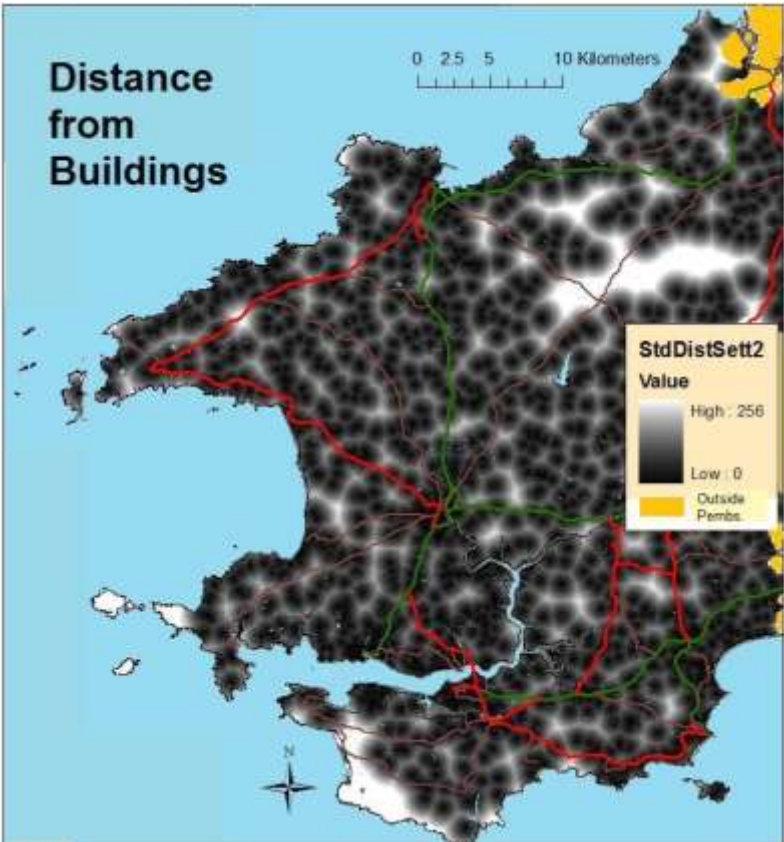 Distance
from
Buildings
0 2.5 5 10 Kilometers
StdDistSett2
Value
High : 256
Low : 0
Outside
Pembs.
N